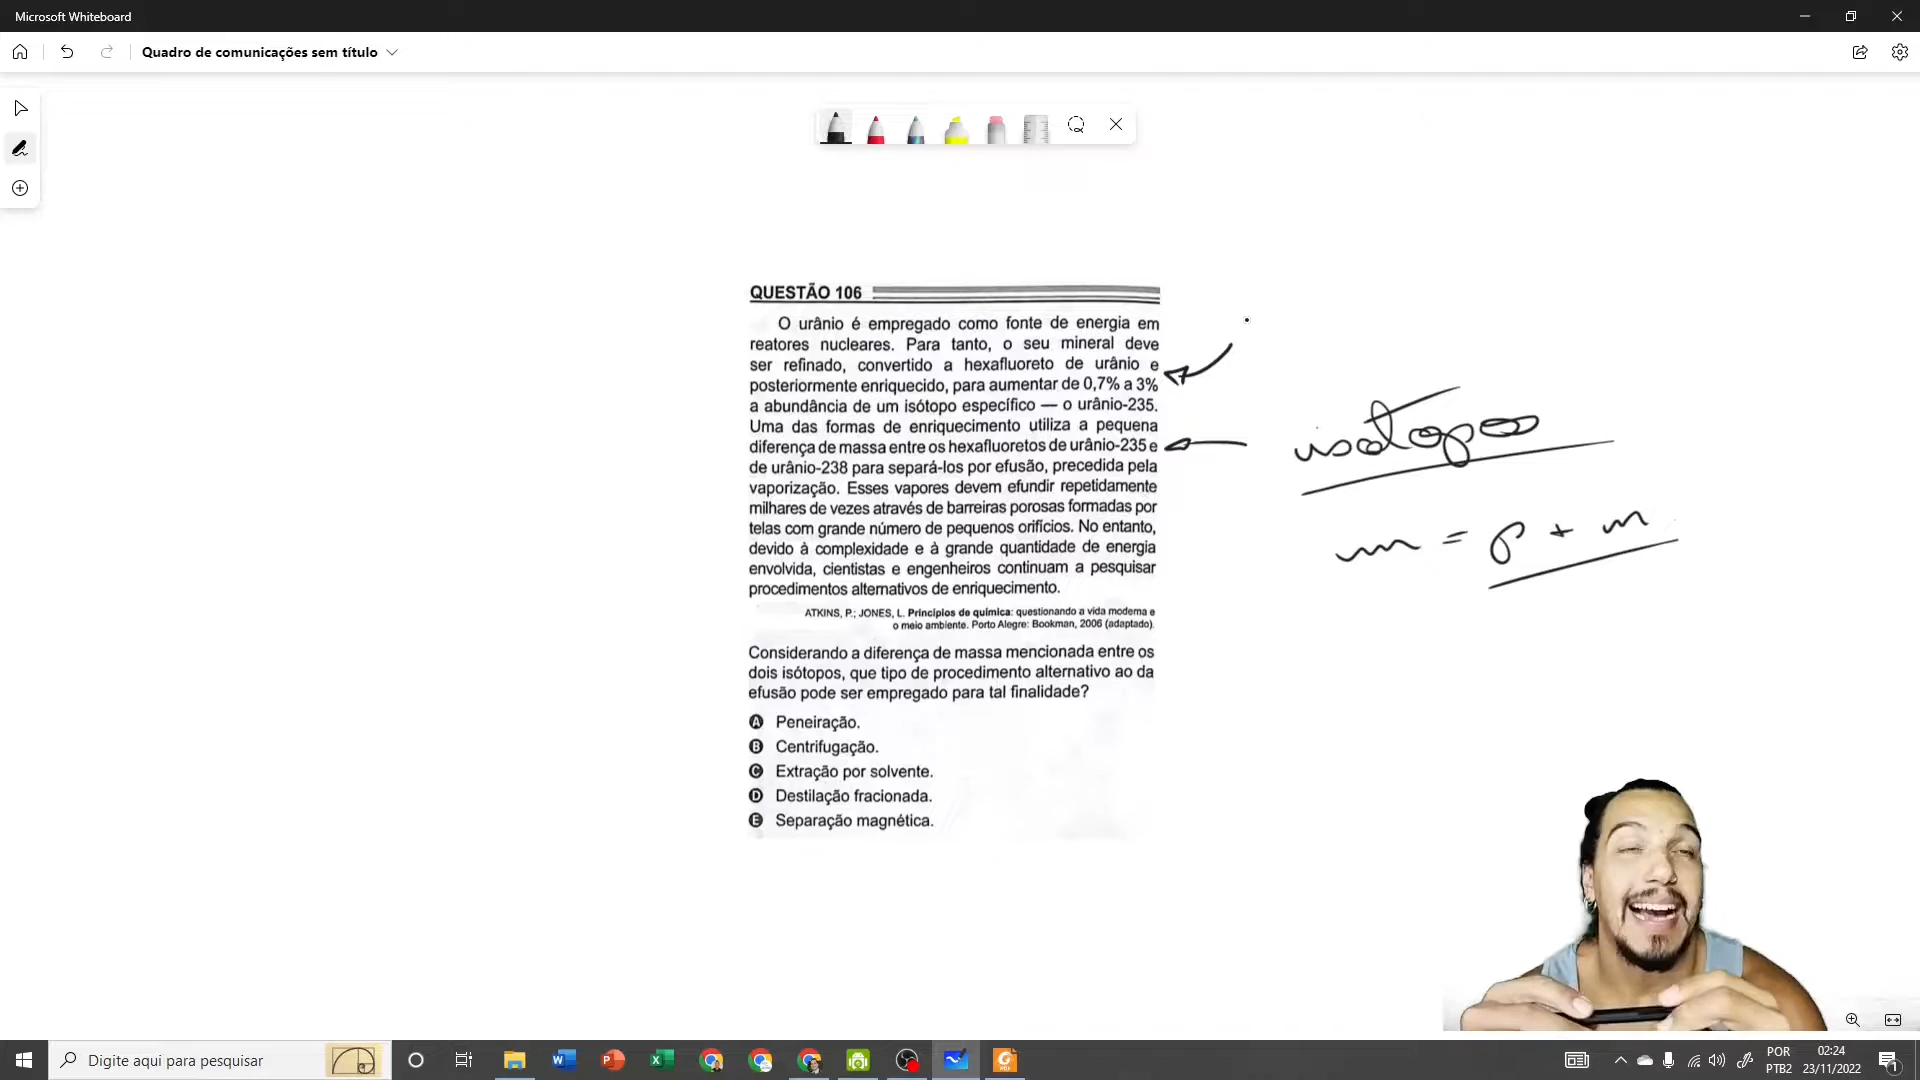 Microsoft Whiteboard
Quadro de comunicações sem título
QUESTÃO 106
O urânio é empregado como fonte de energia em
reatores nucleares. Para tanto, o seu mineral deve
ser refinado, convertido a hexafluoreto de urânio e
posteriormente enriquecido, para aumentar de 0,7% a 3%
a abundância de um isótopo específico — o urânio-235.
Uma das formas de enriquecimento utiliza a pequena
diferença de massa entre os hexafluoretos de urânio-235 e
de urânio-238 para separá-los por efusão, precedida pela
vaporização. Esses vapores devem efundir repetidamente
milhares de vezes através de barreiras porosas formadas por
telas com grande número de pequenos orifícios. No entanto,
devido à complexidade e à grande quantidade de energia
envolvida, cientistas e engenheiros continuam a pesquisar
procedimentos alternativos de enriquecimento.
ATKINS, P.; JONES, L. Princípios de química: questionando a vida moderna e
o meio ambiente. Porto Alegre: Bookman, 2006 (adaptado).
Considerando a diferença de massa mencionada entre os
dois isótopos, que tipo de procedimento alternativo ao da
efusão pode ser empregado para tal finalidade?
A Peneiração.
B Centrifugação.
C Extração por solvente.
D Destilação fracionada.
E Separação magnética.
isotopos
m = p + n
Digite aqui para pesquisar
POR
PTB2
02:24
23/11/2022
1